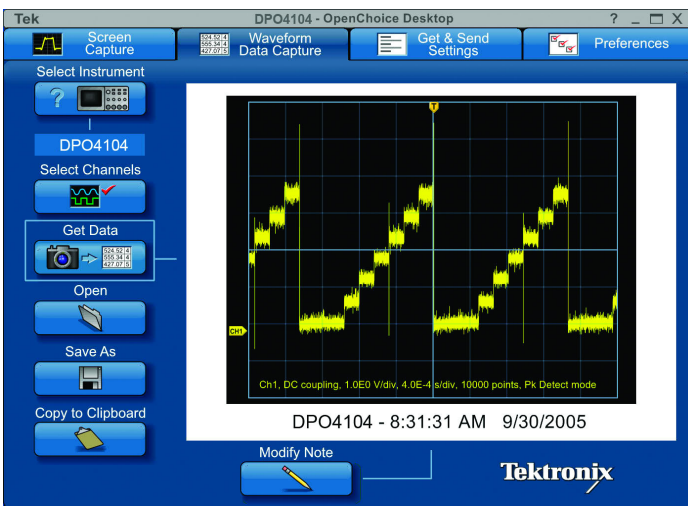 Tek
DPO4104 - OpenChoice Desktop
? _ X
Screen
Capture
524.52 4
555.34 4
427.07 5
Waveform
Data Capture
Get & Send
Settings
Preferences
Select Instrument
?
DPO4104
Select Channels
Get Data
524.52 4
555.34 4
427.07 5
Open
Save As
Copy to Clipboard
T
CH1
Ch1, DC coupling, 1.0E0 V/div, 4.0E-4 s/div, 10000 points, Pk Detect mode
DPO4104 - 8:31:31 AM 9/30/2005
Modify Note
Tektronix